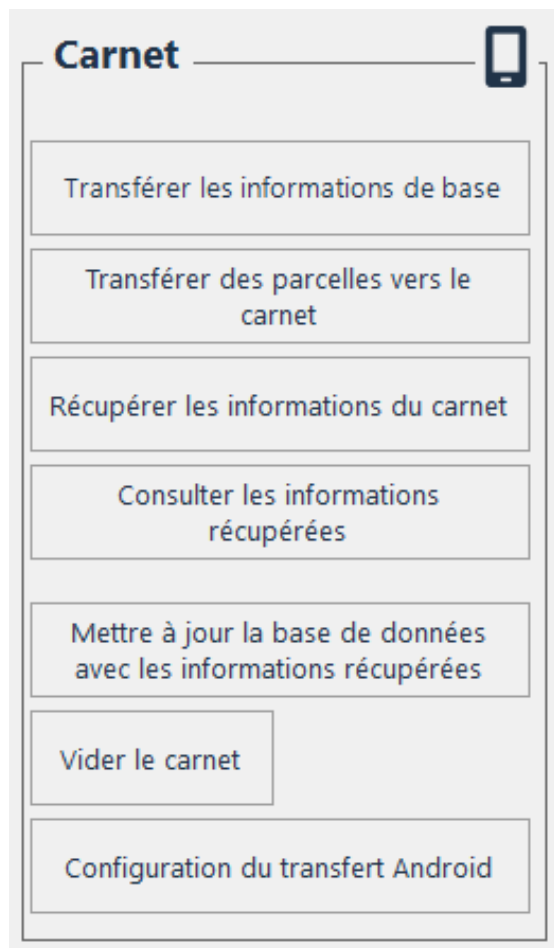 Carnet
Transférer les informations de base
Transférer des parcelles vers le
carnet
Récupérer les informations du carnet
Consulter les informations
récupérées
Mettre à jour la base de données
avec les informations récupérées
Vider le carnet
Configuration du transfert Android